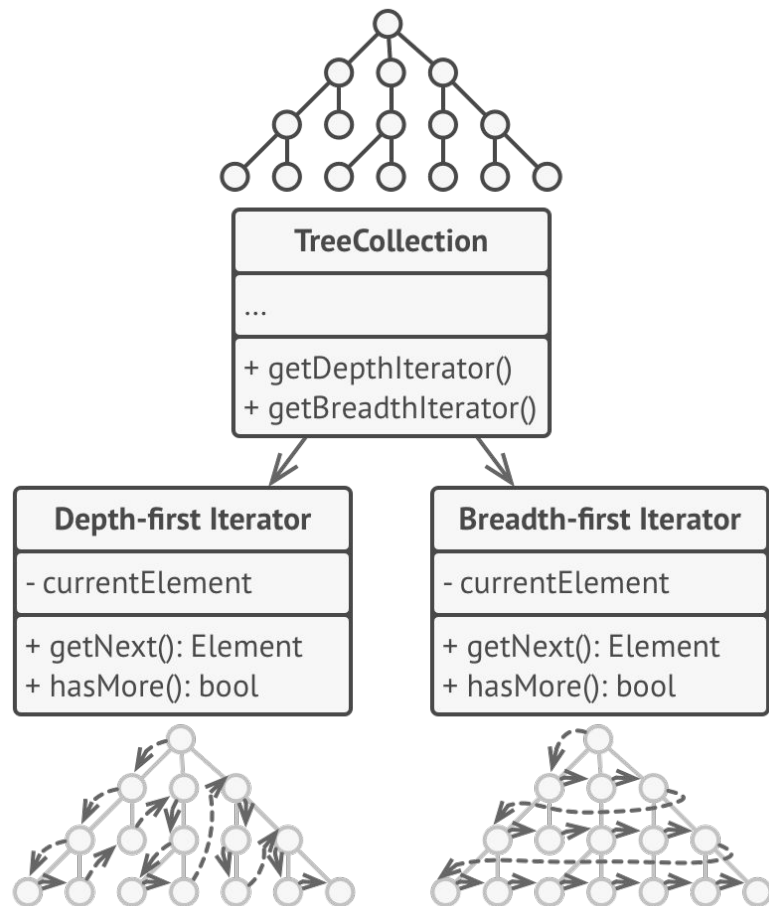 TreeCollection
...
+ getDepthIterator()
+ getBreadthIterator()
Depth-first Iterator
- currentElement
+ getNext(): Element
+ hasMore(): bool
Breadth-first Iterator
- currentElement
+ getNext(): Element
+ hasMore(): bool